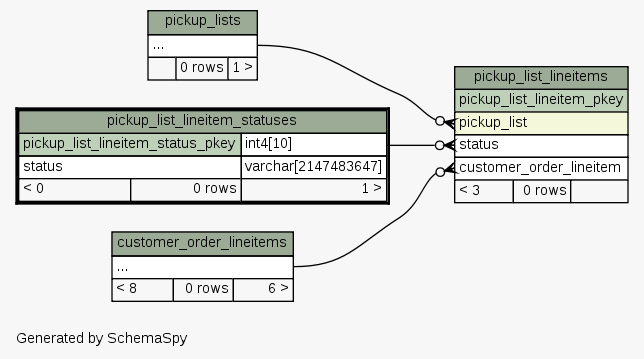 pickup_lists
...
0 rows 1 >
pickup_list_lineitems
pickup_list_lineitem_pkey
pickup_list
status
customer_order_lineitem
< 3 0 rows
pickup_list_lineitem_statuses
pickup_list_lineitem_status_pkey int4[10]
status varchar[2147483647]
< 0 0 rows 1 >
customer_order_lineitems
...
< 8 0 rows 6 >
Generated by SchemaSpy